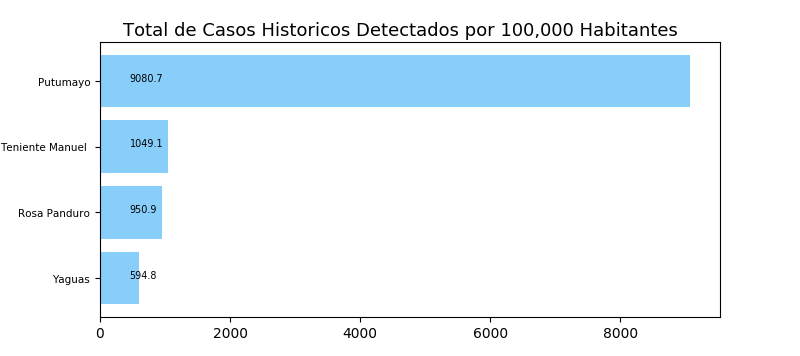 Total de Casos Historicos Detectados por 100,000 Habitantes
Putumayo 9080.7
Teniente Manuel 1049.1
Rosa Panduro 950.9
Yaguas 594.8
0 2000 4000 6000 8000